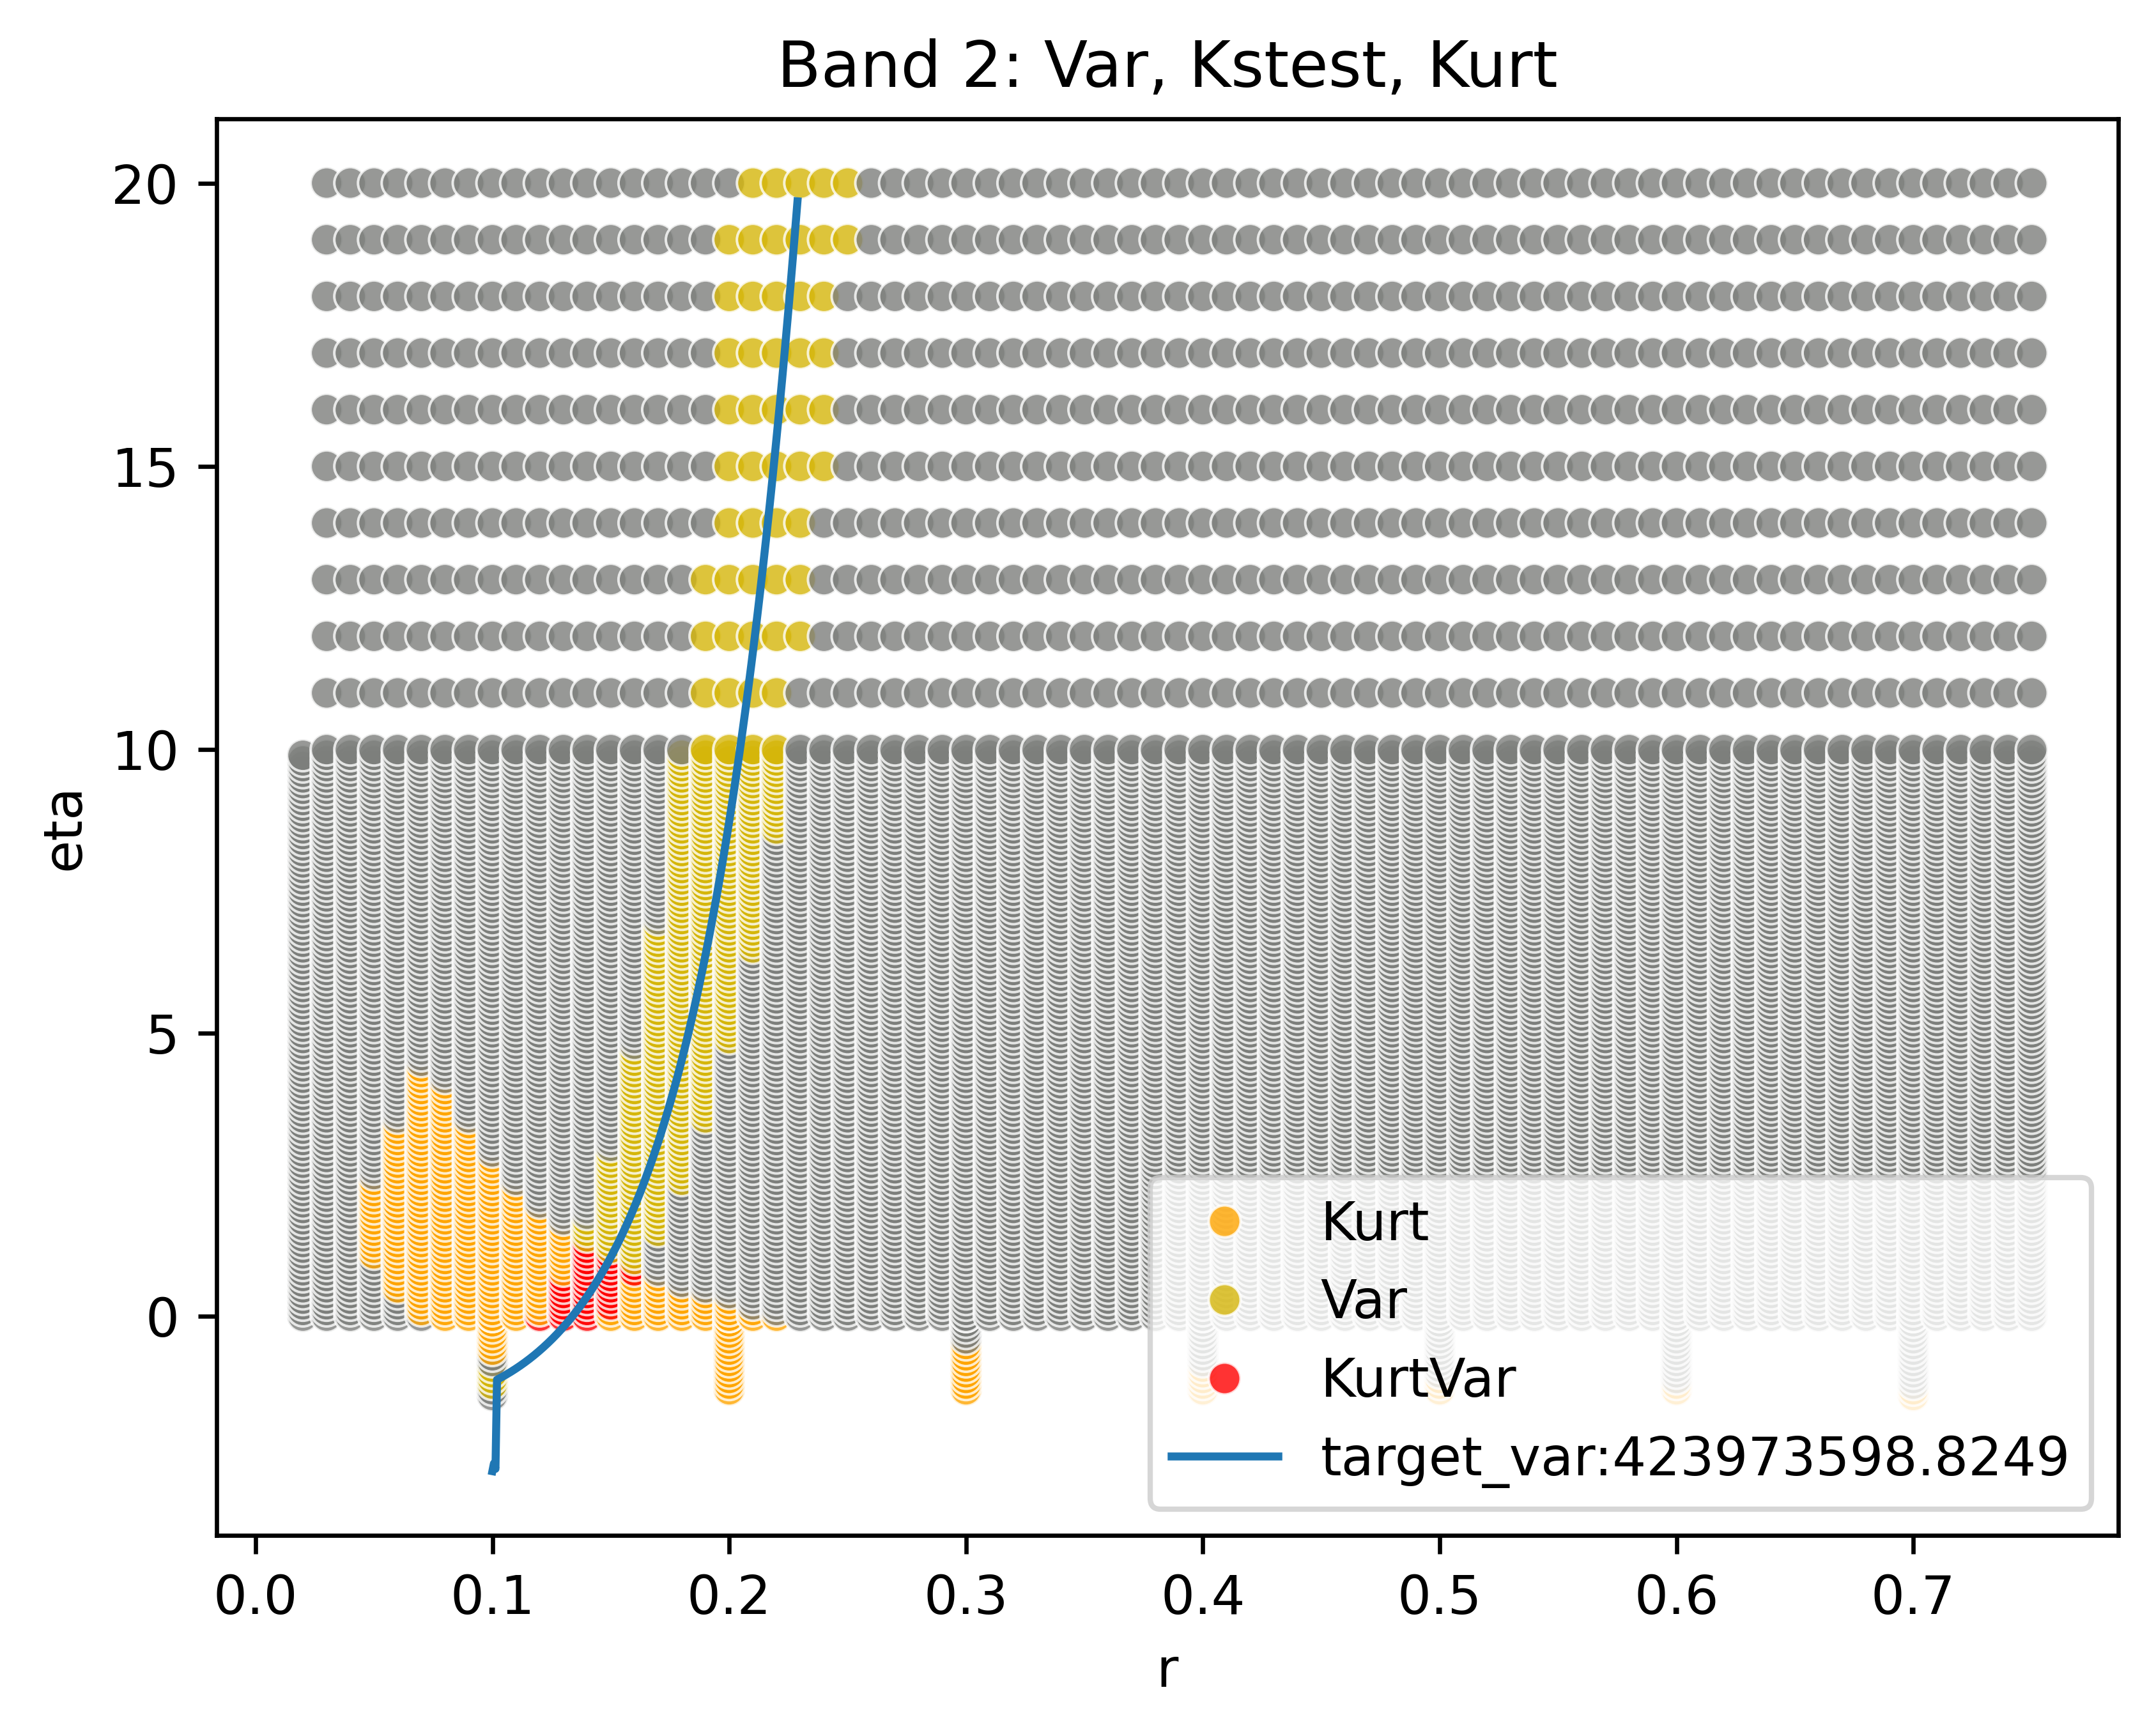 Band 2: Var, Kstest, Kurt
20
15
10
5
0
eta
Kurt
Var
KurtVar
target_var:423973598.8249
0.0 0.1 0.2 0.3 0.4 0.5 0.6 0.7
r